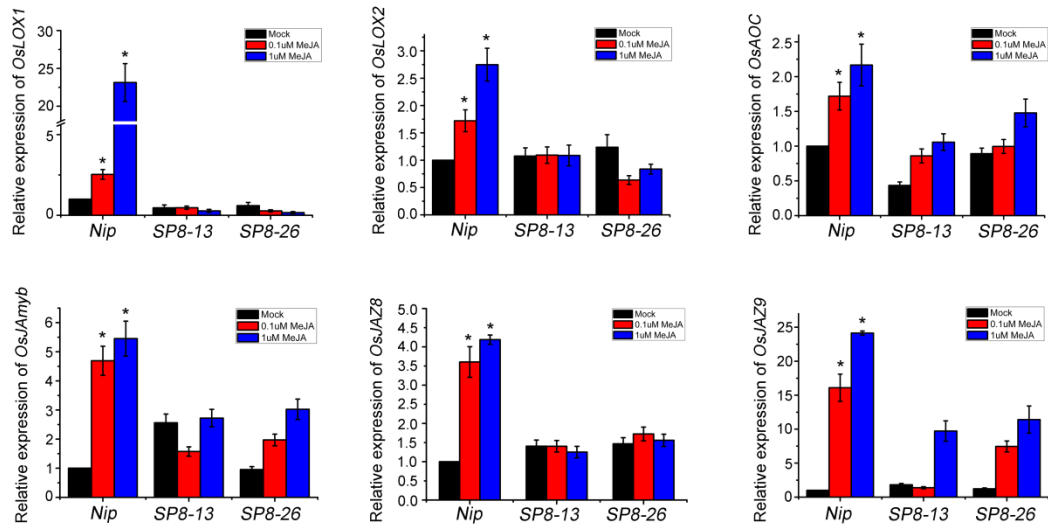 Relative expression of OsLOX1
30
25
20
5
0
Mock
0.1uM MeJA
1uM MeJA
*
*
Nip SP8-13 SP8-26
Relative expression of OsLOX2
3.0
2.5
2.0
1.5
1.0
0.5
0.0
Mock
0.1uM MeJA
1uM MeJA
*
*
Nip SP8-13 SP8-26
Relative expression of OsAOC
2.5
2.0
1.5
1.0
0.5
0.0
Mock
0.1uM MeJA
1uM MeJA
*
*
Nip SP8-13 SP8-26
Relative expression of OsJAmyb
6
5
4
3
2
1
0
Mock
0.1uM MeJA
1uM MeJA
* *
Nip SP8-13 SP8-26
Relative expression of OsJAZ8
5.0
4.5
4.0
3.5
3.0
2.5
2.0
1.5
1.0
0.5
0.0
Mock
0.1uM MeJA
1uM MeJA
* *
Nip SP8-13 SP8-26
Relative expression of OsJAZ9
25
20
15
10
5
0
Mock
0.1uM MeJA
1uM MeJA
*
*
Nip SP8-13 SP8-26